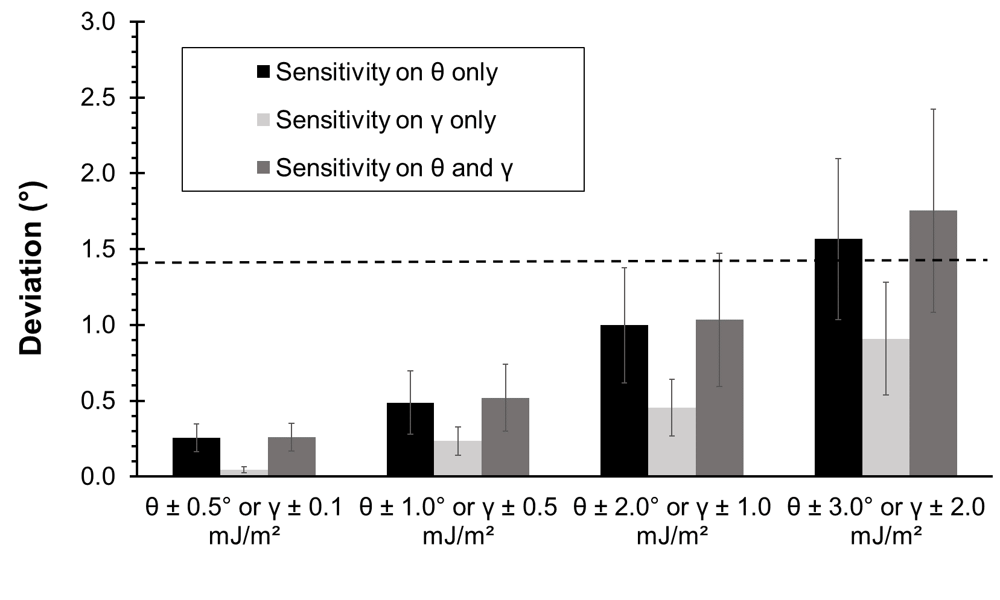 3.0
2.5
2.0
1.5
1.0
0.5
0.0
Deviation (°)
Sensitivity on θ only
Sensitivity on γ only
Sensitivity on θ and γ
θ ± 0.5° or γ ± 0.1
mJ/m²
θ ± 1.0° or γ ± 0.5
mJ/m²
θ ± 2.0° or γ ± 1.0
mJ/m²
θ ± 3.0° or γ ± 2.0
mJ/m²